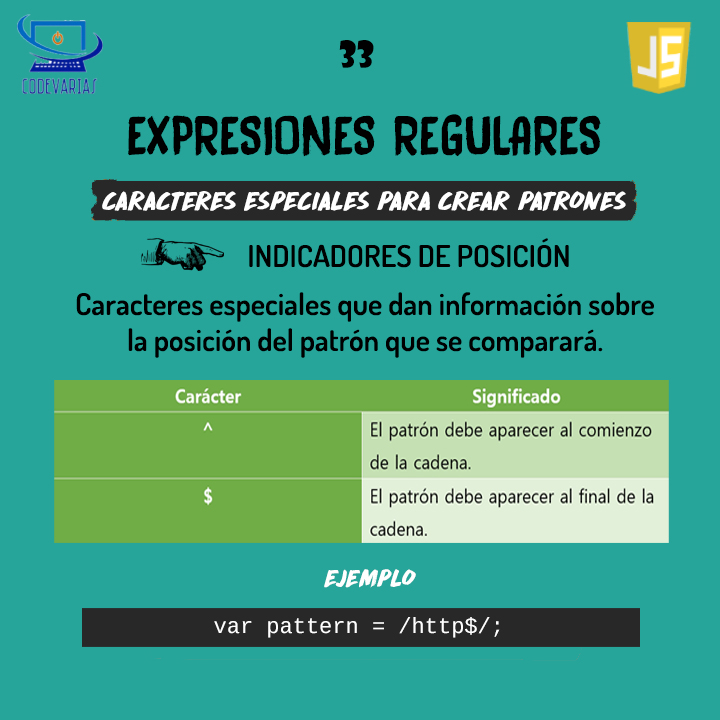 CODEVARIAS
33
JS
EXPRESIONES REGULARES
CARACTERES ESPECIALES PARA CREAR PATRONES
INDICADORES DE POSICIÓN
Caracteres especiales que dan información sobre
la posición del patrón que se comparará.
Carácter Significado
^ El patrón debe aparecer al comienzo
de la cadena.
$ El patrón debe aparecer al final de la
cadena.
EJEMPLO
var pattern = /http$/;